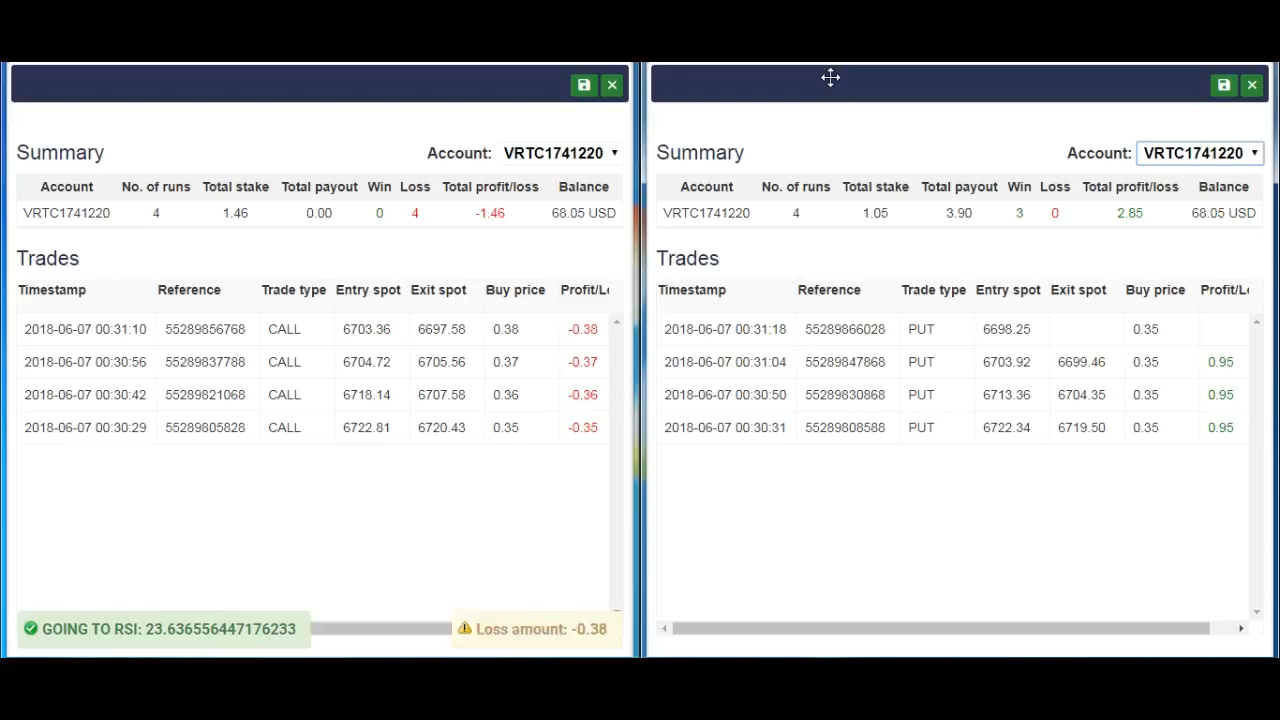 Summary
Account: VRTC1741220
Account No. of runs Total stake Total payout Win Loss Total profit/loss Balance
VRTC1741220 4 1.46 0.00 0 4 -1.46 68.05 USD
Trades
Timestamp Reference Trade type Entry spot Exit spot Buy price Profit/Lo
2018-06-07 00:31:10 55289856768 CALL 6703.36 6697.58 0.38 -0.38
2018-06-07 00:30:56 55289837788 CALL 6704.72 6705.56 0.37 -0.37
2018-06-07 00:30:42 55289821068 CALL 6718.14 6707.58 0.36 -0.36
2018-06-07 00:30:29 55289805828 CALL 6722.81 6720.43 0.35 -0.35
GOING TO RSI: 23.636556447176233
Loss amount: -0.38
Summary
Account: VRTC1741220
Account No. of runs Total stake Total payout Win Loss Total profit/loss Balance
VRTC1741220 4 1.05 3.90 3 0 2.85 68.05 USD
Trades
Timestamp Reference Trade type Entry spot Exit spot Buy price Profit/Lo
2018-06-07 00:31:18 55289866028 PUT 6698.25 0.35
2018-06-07 00:31:04 55289847868 PUT 6703.92 6699.46 0.35 0.95
2018-06-07 00:30:50 55289830868 PUT 6713.36 6704.35 0.35 0.95
2018-06-07 00:30:31 55289808588 PUT 6722.34 6719.50 0.35 0.95